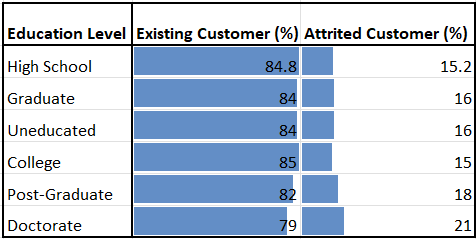 Education Level Existing Customer (%) Attrited Customer (%)
High School 84.8 15.2
Graduate 84 16
Uneducated 84 16
College 85 15
Post-Graduate 82 18
Doctorate 79 21